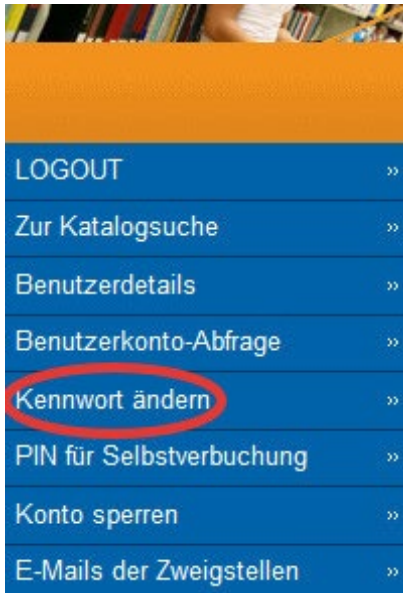 LOGOUT »
Zur Katalogsuche »
Benutzerdetails »
Benutzerkonto-Abfrage »
Kennwort ändern »
PIN für Selbstverbuchung »
Konto sperren »
E-Mails der Zweigstellen »